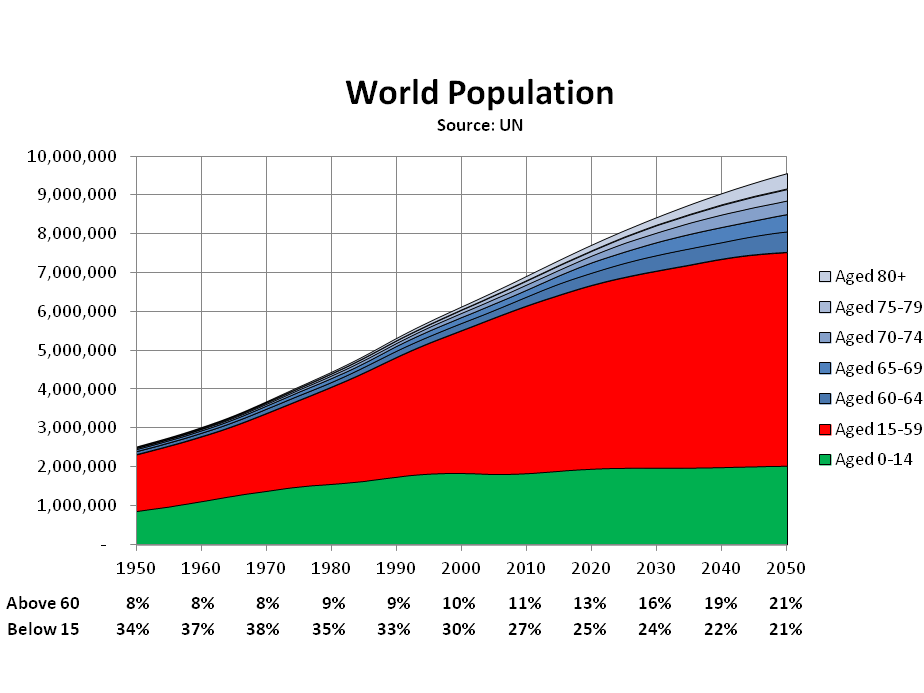 World Population
Source: UN
10,000,000
9,000,000
8,000,000
7,000,000
6,000,000
5,000,000
4,000,000
3,000,000
2,000,000
1,000,000
-
Aged 80+
Aged 75-79
Aged 70-74
Aged 65-69
Aged 60-64
Aged 15-59
Aged 0-14
1950 1960 1970 1980 1990 2000 2010 2020 2030 2040 2050
Above 60 8% 8% 8% 9% 9% 10% 11% 13% 16% 19% 21%
Below 15 34% 37% 38% 35% 33% 30% 27% 25% 24% 22% 21%